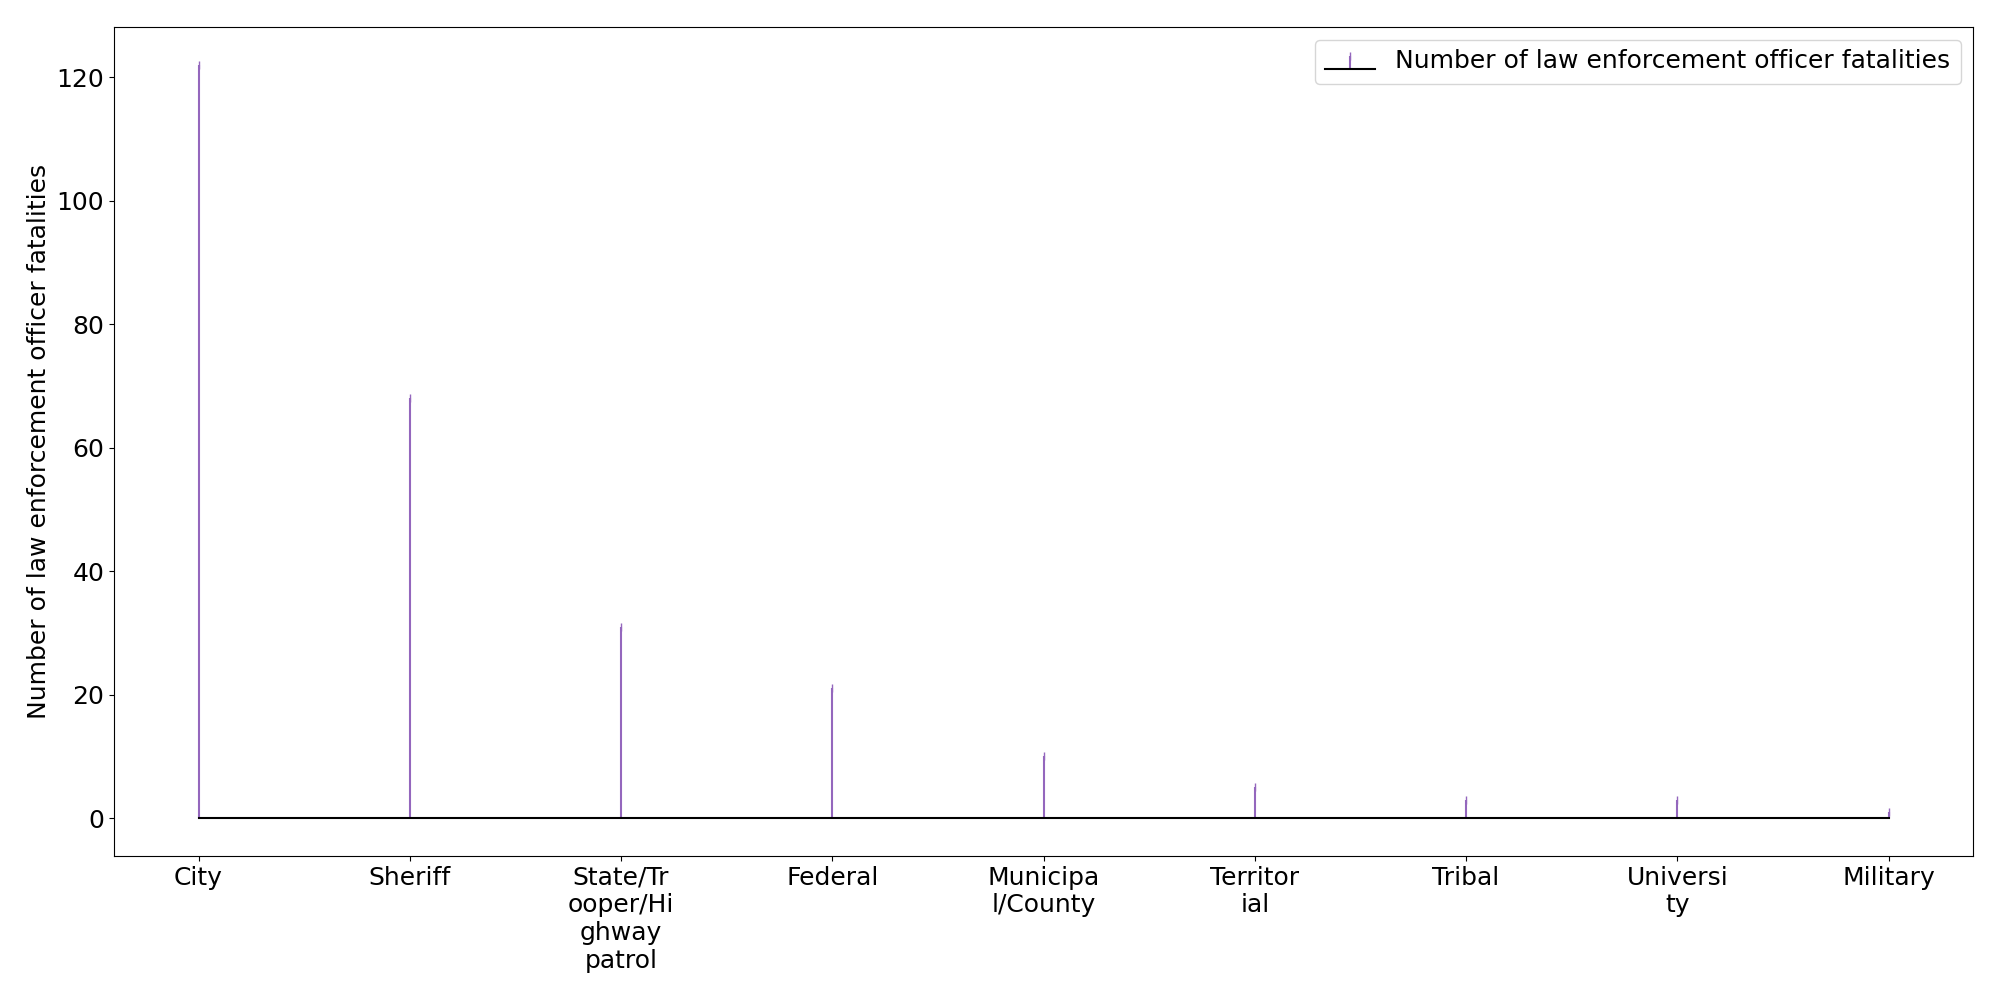 Number of law enforcement officer fatalities
Number of law enforcement officer fatalities
120
100
80
60
40
20
0
City
Sheriff
State/Tr
ooper/Hi
ghway
patrol
Federal
Municipa
l/County
Territor
ial
Tribal
Universi
ty
Military